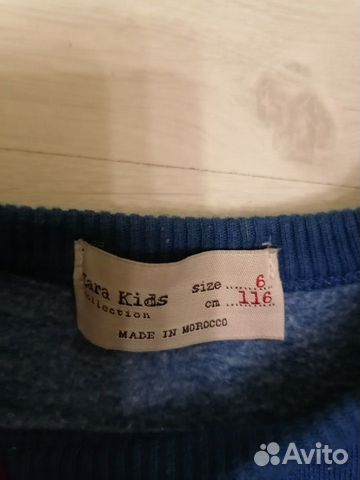 Zara Kids
Collection
size 6
cm 116
MADE IN MOROCCO
Avito